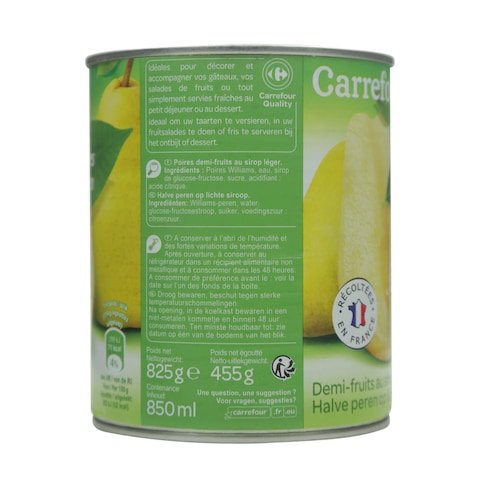 Idéales pour décorer et
accompagner vos gâteaux, vos
salades de fruits ou tout
simplement servies fraîches au
petit déjeuner ou au dessert.
Ideaal om uw taarten te versieren, in uw
fruitsalades te doen of fris te serveren bij
het ontbijt of dessert.
Carrefour
Quality
Poires demi-fruits au sirop léger.
Ingrédients : Poires Williams, eau, sirop
de glucose-fructose, sucre, acidifiant :
acide citrique.
Halve peren op lichte siroop.
Ingrediënten: Williams-peren, water,
glucose-fructosestroop, suiker, voedingszuur :
citroenzuur.
A conserver à l'abri de l'humidité et
des fortes variations de température.
Après ouverture, à conserver au
réfrigérateur dans un récipient alimentaire non
métallique et à consommer dans les 48 heures.
A consommer de préférence avant le : voir la
date sur l'un des fonds de la boîte.
Droog bewaren, beschut tegen sterke
temperatuurschommelingen.
Na opening, in de koelkast bewaren in een
niet-metalen kommetje en binnen 48 uur
consumeren. Ten minste houdbaar tot: zie
datum op één van de bodem van het blik.
Poids net
Nettogewicht:
825g e
Poids net égoutté
Netto-uitlekgewicht:
455g
Contenance
Inhoud:
850 ml
Une question, une suggestion ?
Voor vragen, suggesties?
carrefour .fr .eu
Carrefo
RÉCOLTÉES
EN FRANCE
Demi-fruits au
Halve peren op